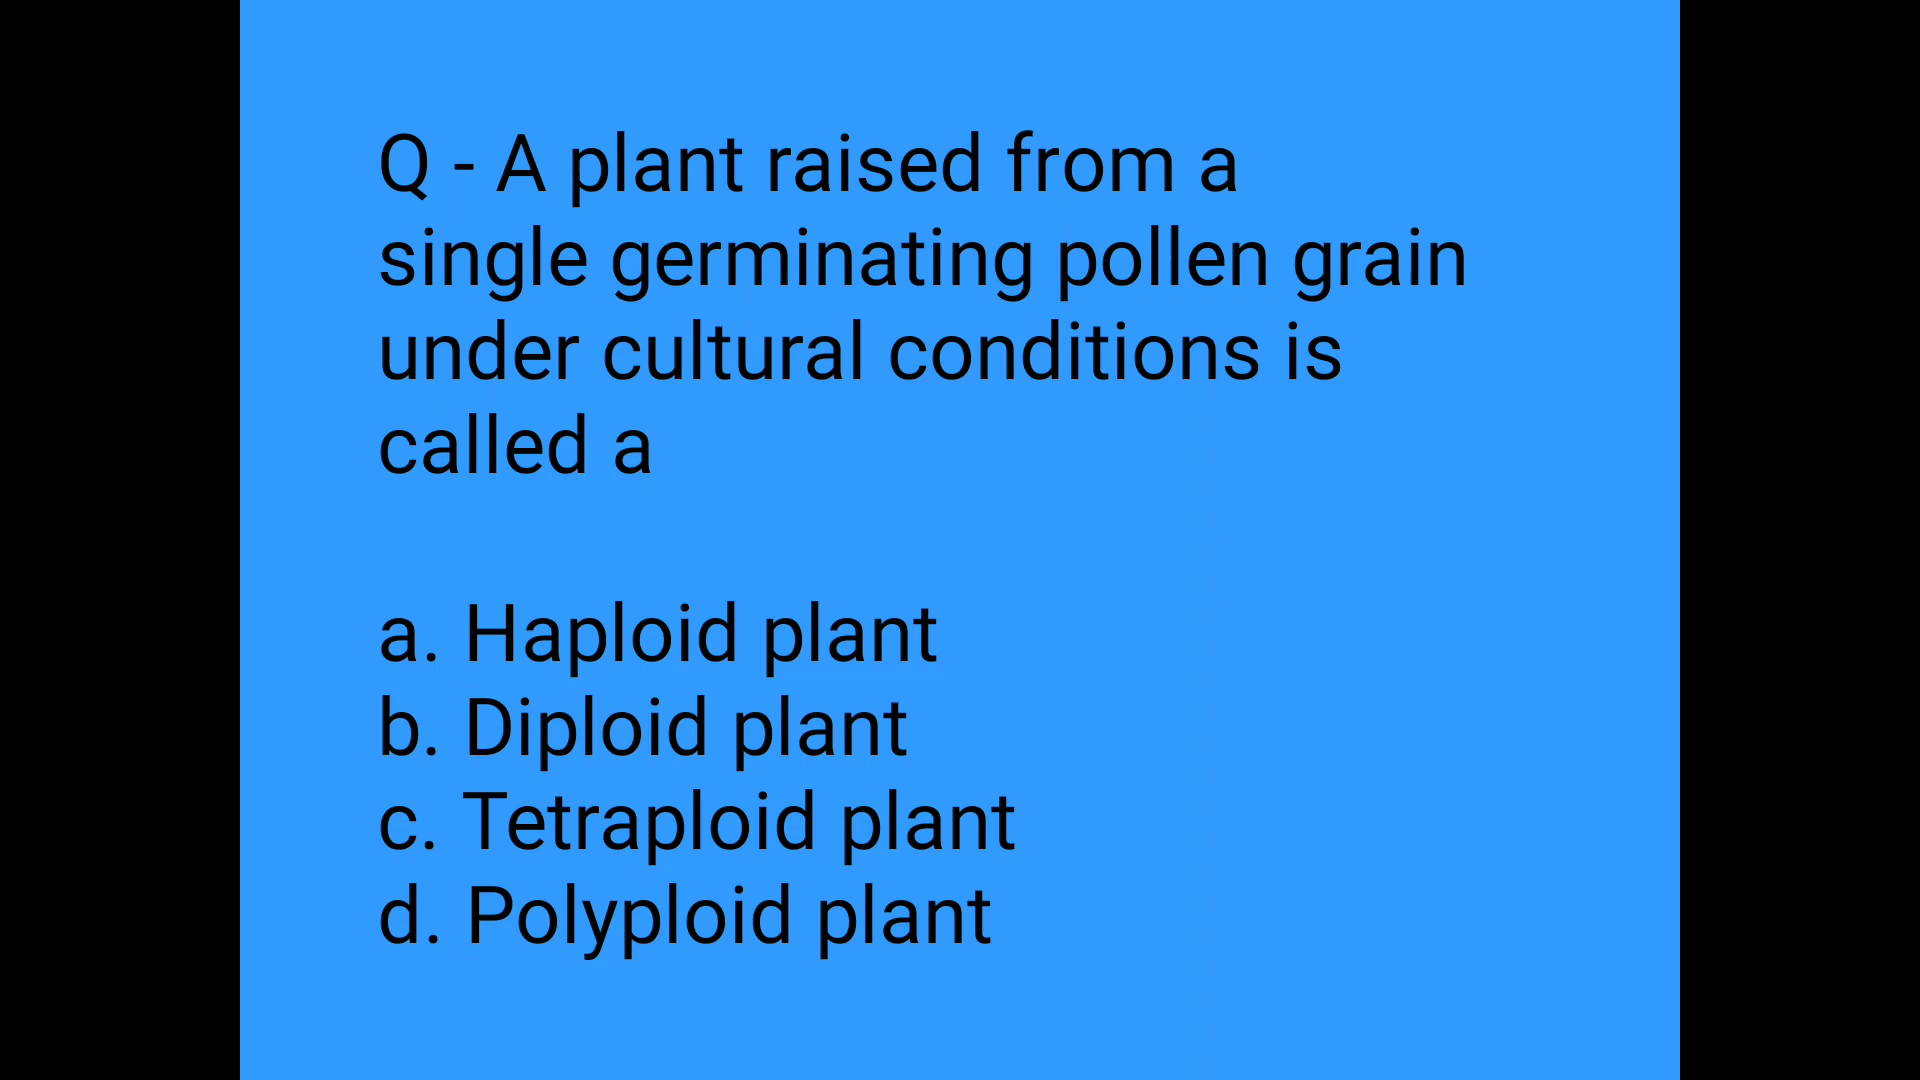 Q - A plant raised from a
single germinating pollen grain
under cultural conditions is
called a
a. Haploid plant
b. Diploid plant
c. Tetraploid plant
d. Polyploid plant